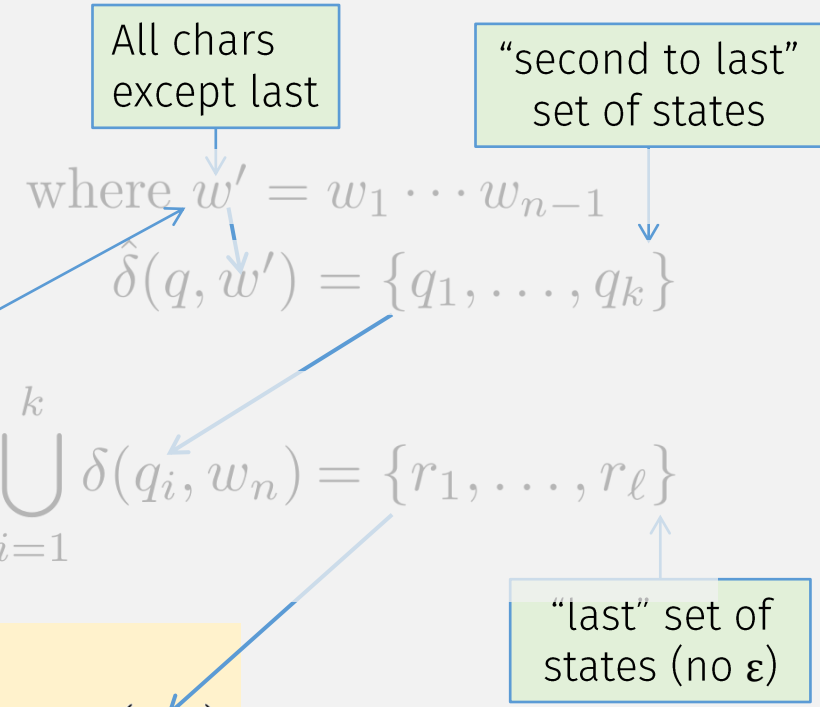 All chars
except last
“second to last”
set of states
where w′ = w₁ ⋯ wₙ₋₁
δ̂(q, w′) = {q₁, . . . , qₖ}
k
⋃ δ(qᵢ, wₙ) = {r₁, . . . , r_ℓ}
i=1
“last” set of
states (no ε)